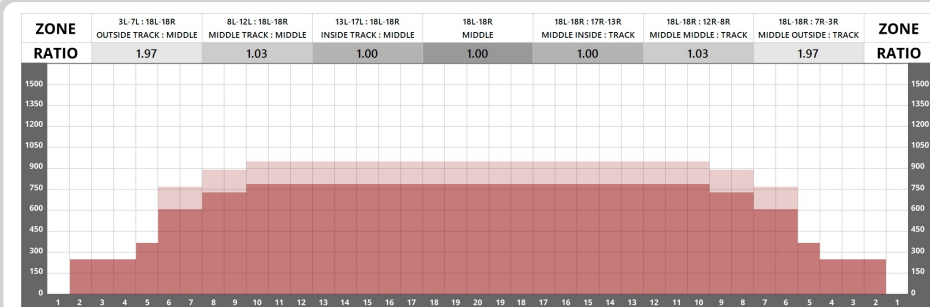 ZONE 3L-7L : 18L-18R 8L-12L : 18L-18R 13L-17L : 18L-18R 18L-18R 18L-18R : 17R-13R 18L-18R : 12R-8R 18L-18R : 7R-3R ZONE
OUTSIDE TRACK : MIDDLE MIDDLE TRACK : MIDDLE INSIDE TRACK : MIDDLE MIDDLE MIDDLE INSIDE : TRACK MIDDLE MIDDLE : TRACK MIDDLE OUTSIDE : TRACK
RATIO 1.97 1.03 1.00 1.00 1.00 1.03 1.97 RATIO
1500 1500
1350 1350
1200 1200
1050 1050
900 900
750 750
600 600
450 450
300 300
150 150
0 0
1 2 3 4 5 6 7 8 9 10 11 12 13 14 15 16 17 18 19 20 19 18 17 16 15 14 13 12 11 10 9 8 7 6 5 4 3 2 1